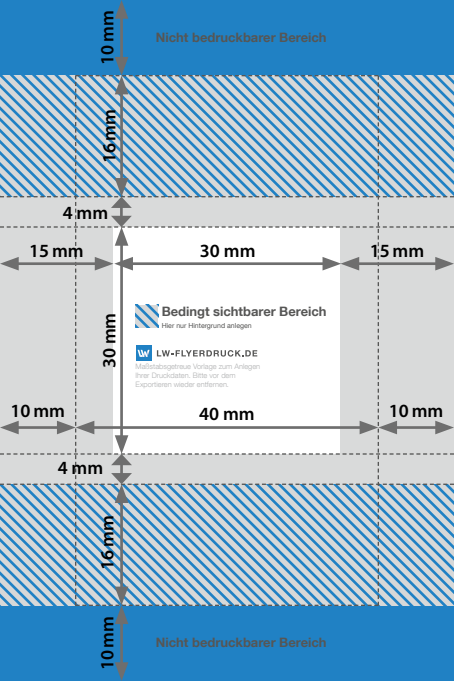 10 mm
Nicht bedruckbarer Bereich
16 mm
4 mm
15 mm
30 mm
15 mm
30 mm
Bedingt sichtbarer Bereich
Hier nur Hintergrund anlegen
LW LW-FLYERDRUCK.DE
Maßstabsgetreue Vorlage zum Anlegen
Ihrer Druckdaten. Bitte vor dem
Exportieren wieder entfernen.
10 mm
40 mm
10 mm
4 mm
16 mm
10 mm
Nicht bedruckbarer Bereich